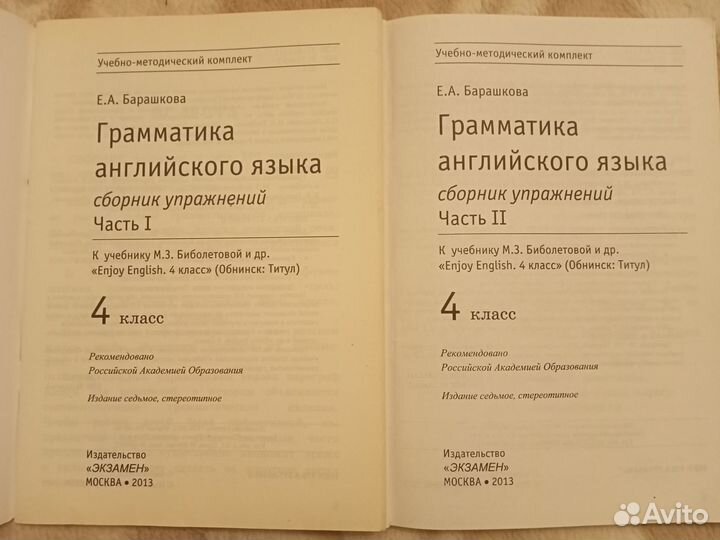 Учебно-методический комплект
Е.А. Барашкова
Грамматика
английского языка
сборник упражнений
Часть I
К учебнику М.З. Биболетовой и др.
«Enjoy English. 4 класс» (Обнинск: Титул)
4 класс
Рекомендовано
Российской Академией Образования
Издание седьмое, стереотипное
Издательство
«ЭКЗАМЕН»
МОСКВА • 2013
Учебно-методический комплект
Е.А. Барашкова
Грамматика
английского языка
сборник упражнений
Часть II
К учебнику М.З. Биболетовой и др.
«Enjoy English. 4 класс» (Обнинск: Титул)
4 класс
Рекомендовано
Российской Академией Образования
Издание седьмое, стереотипное
Издательство
«ЭКЗАМЕН»
МОСКВА • 2013
Avito